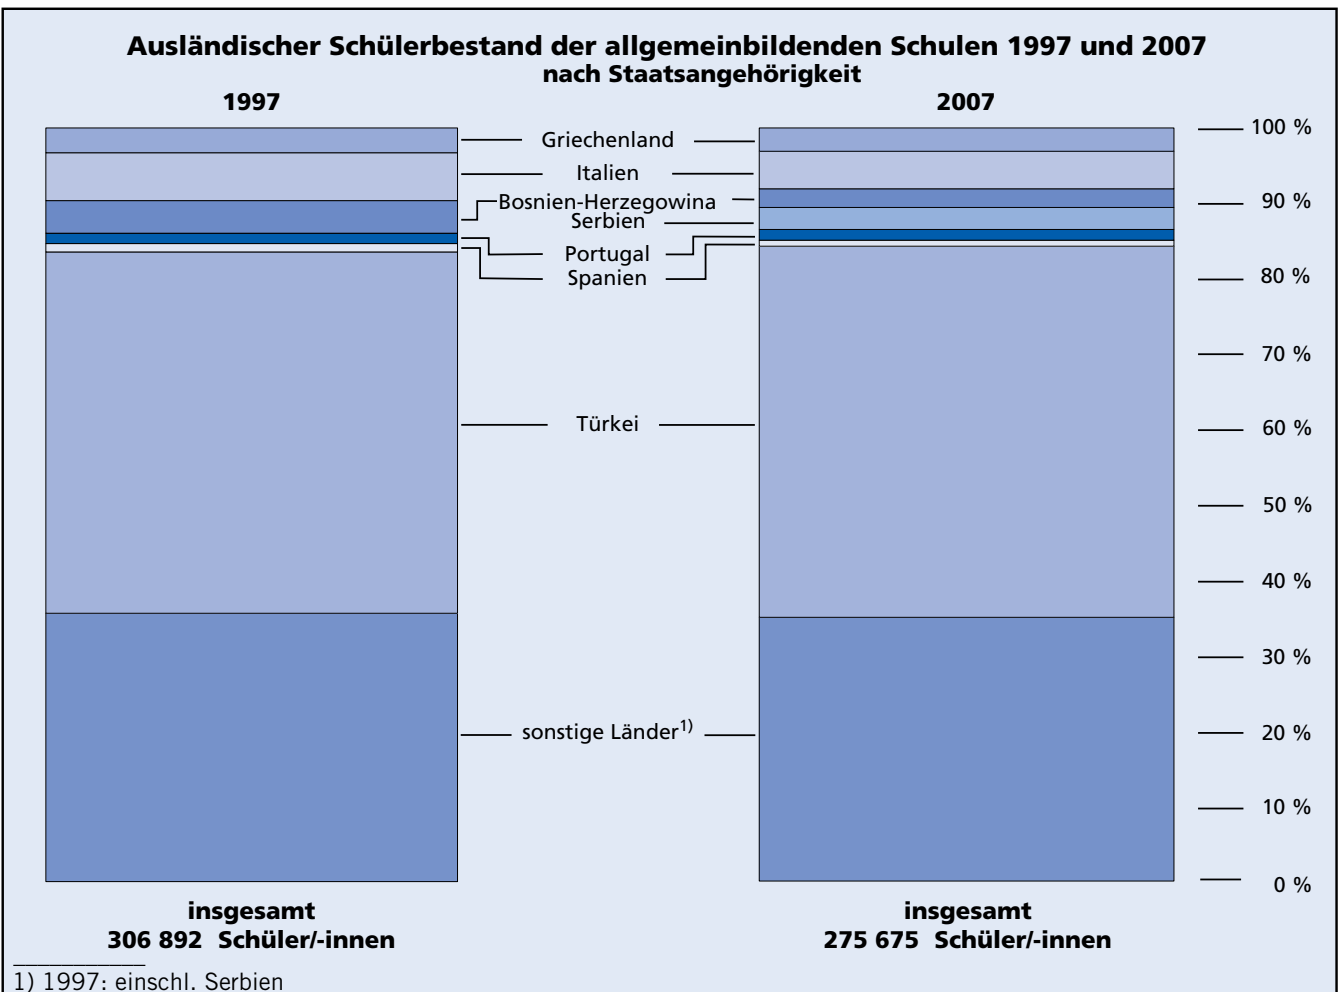 Ausländischer Schülerbestand der allgemeinbildenden Schulen 1997 und 2007
nach Staatsangehörigkeit
1997
2007
Griechenland
Italien
Bosnien-Herzegowina
Serbien
Portugal
Spanien
Türkei
sonstige Länder1)
100 %
90 %
80 %
70 %
60 %
50 %
40 %
30 %
20 %
10 %
0 %
insgesamt
306 892 Schüler/-innen
insgesamt
275 675 Schüler/-innen
1) 1997: einschl. Serbien